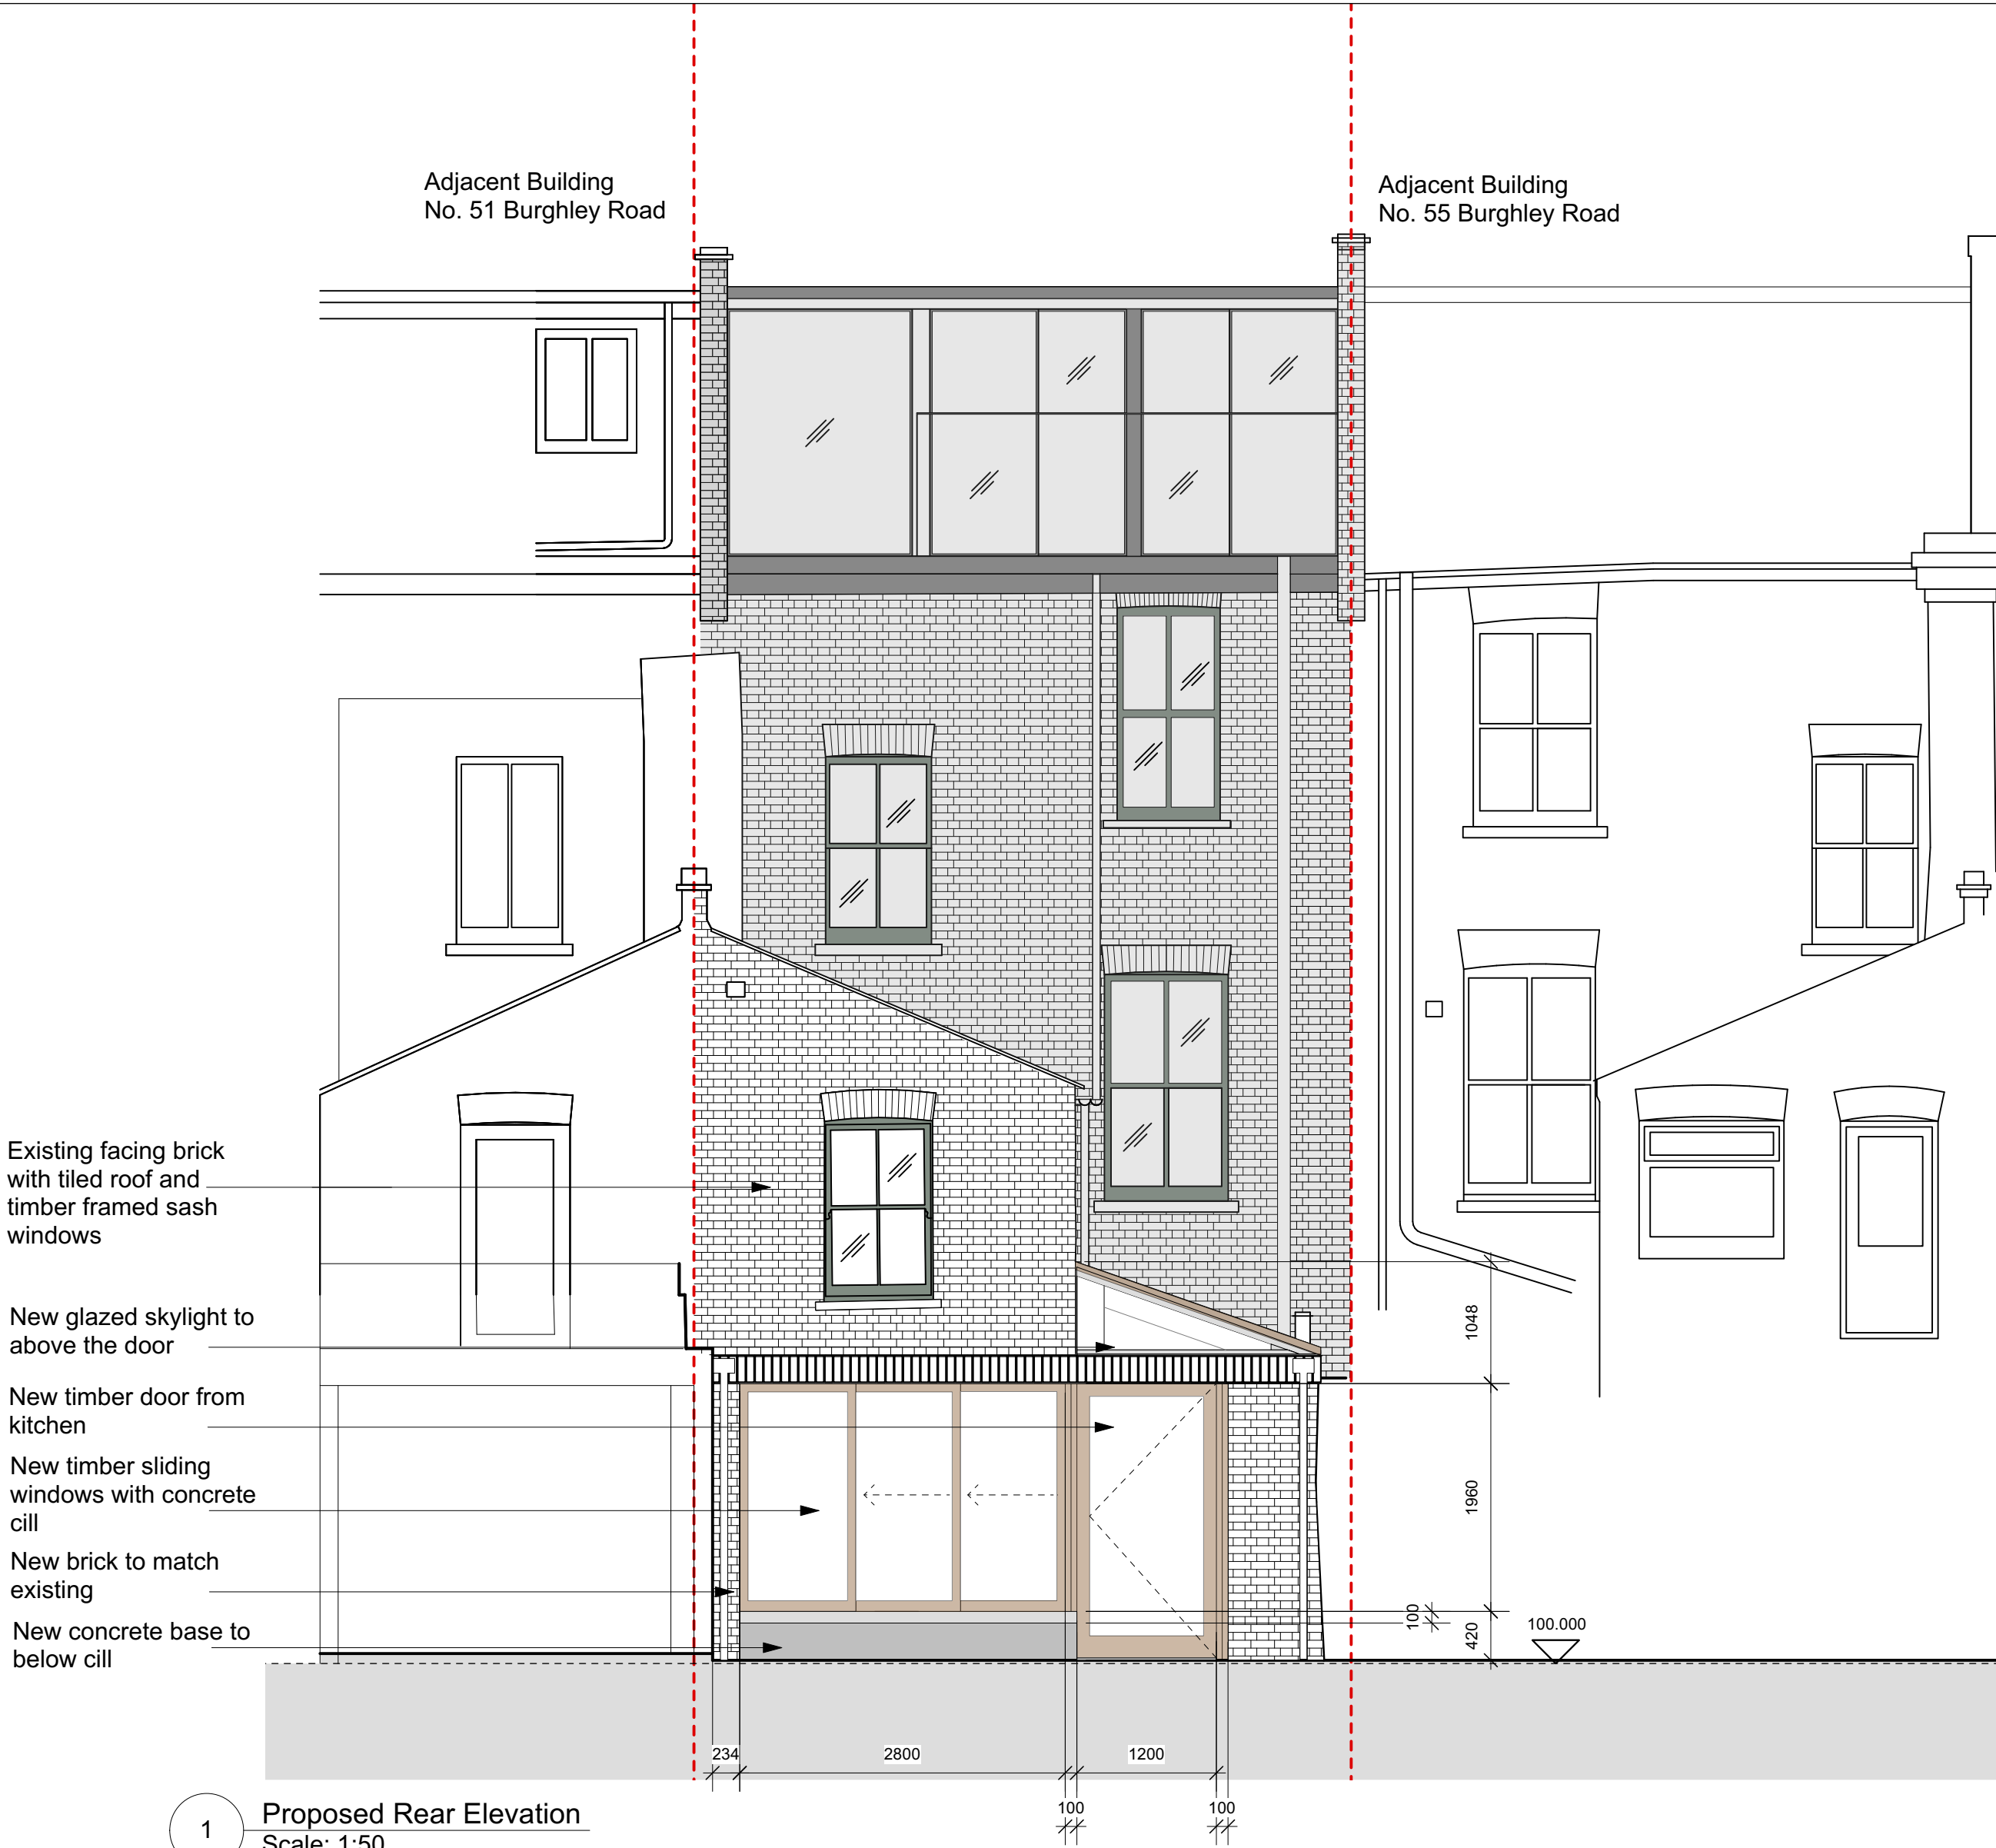 Adjacent Building
No. 51 Burghley Road
Adjacent Building
No. 55 Burghley Road
Existing facing brick
with tiled roof and
timber framed sash
windows
New glazed skylight to
above the door
New timber door from
kitchen
New timber sliding
windows with concrete
cill
New brick to match
existing
New concrete base to
below cill
1048
1960
100
420
100.000
234
2800
1200
100
100
1
Proposed Rear Elevation
Scale: 1:50